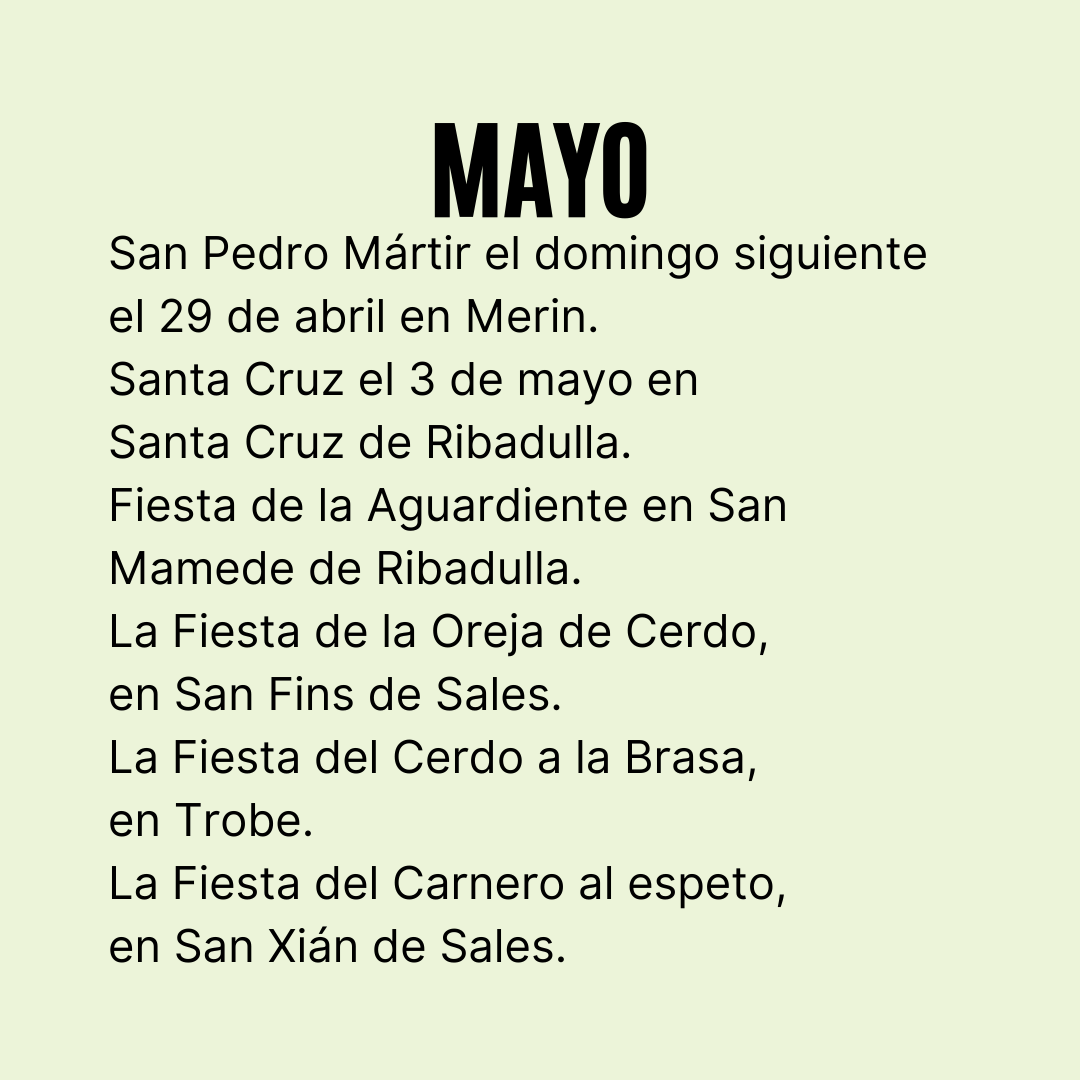 MAYO
San Pedro Mártir el domingo siguiente
el 29 de abril en Merin.
Santa Cruz el 3 de mayo en
Santa Cruz de Ribadulla.
Fiesta de la Aguardiente en San
Mamede de Ribadulla.
La Fiesta de la Oreja de Cerdo,
en San Fins de Sales.
La Fiesta del Cerdo a la Brasa,
en Trobe.
La Fiesta del Carnero al espeto,
en San Xián de Sales.